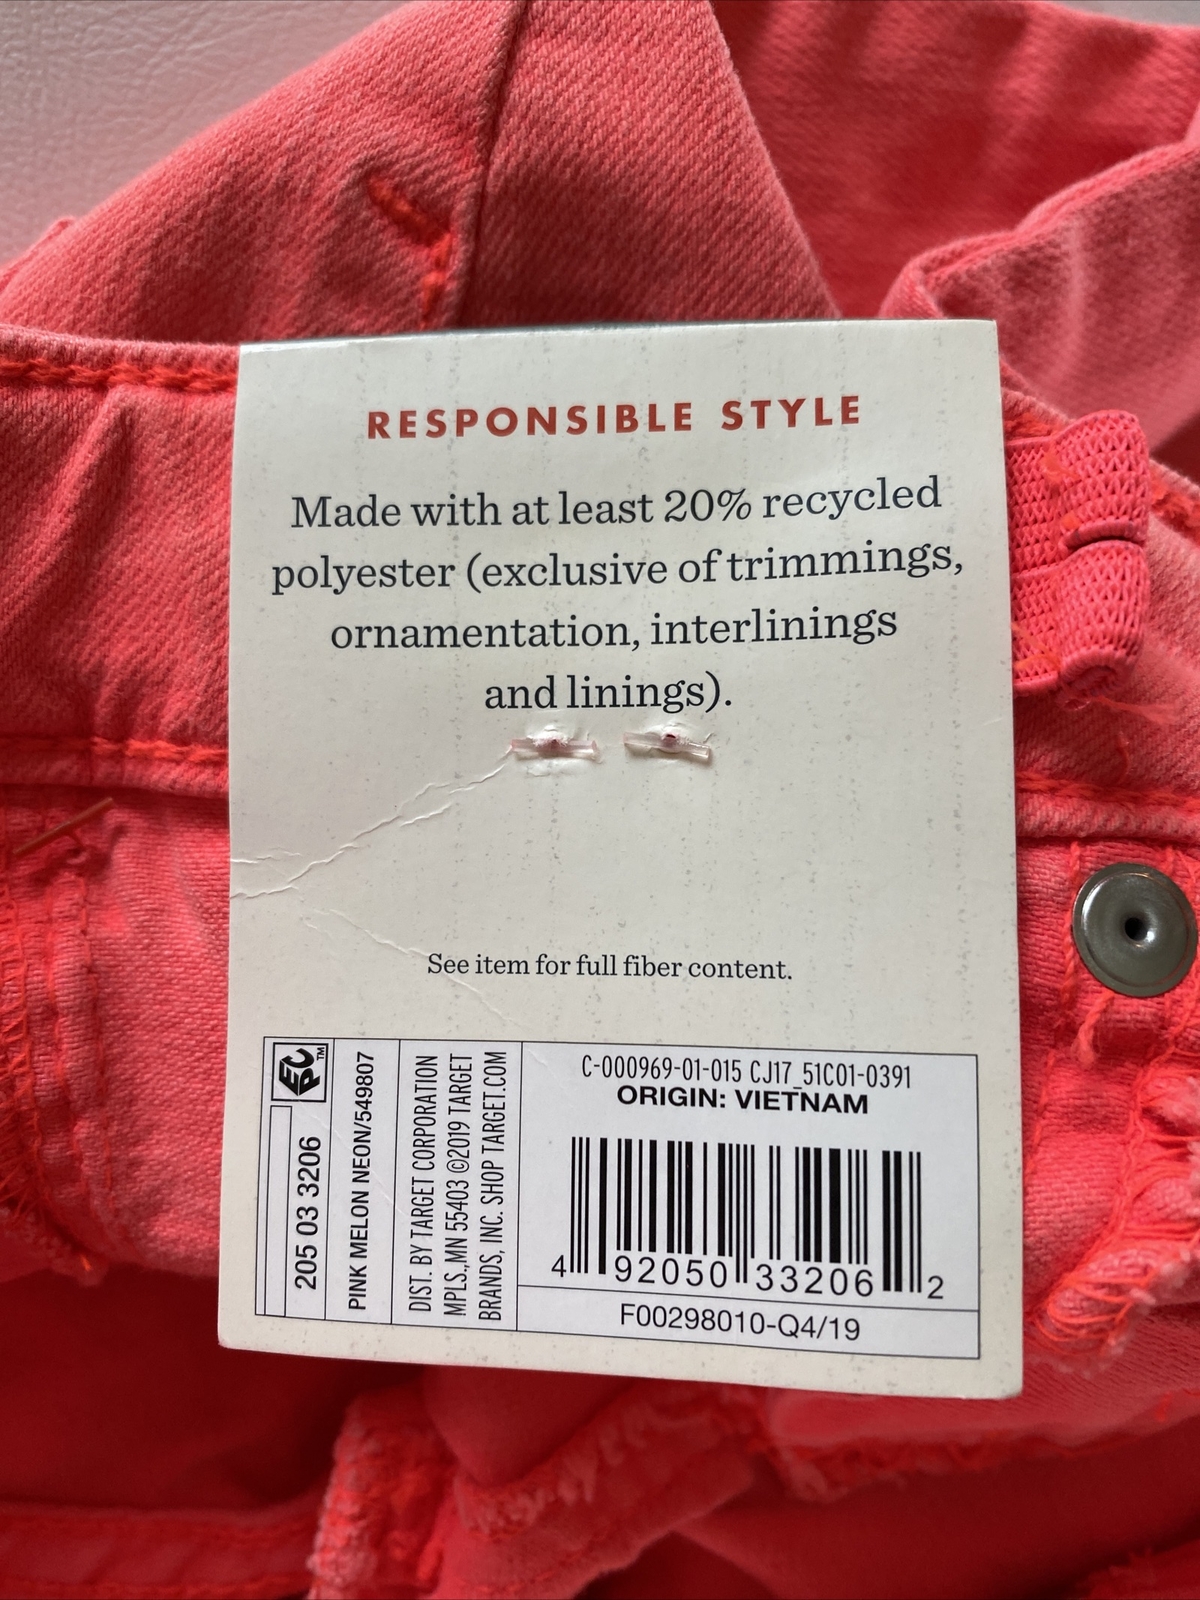 RESPONSIBLE STYLE
Made with at least 20% recycled
polyester (exclusive of trimmings,
ornamentation, interlinings
and linings).
See item for full fiber content.
EPC™
205 03 3206
PINK MELON NEON/549807
DIST. BY TARGET CORPORATION
MPLS.,MN 55403 ©2019 TARGET
BRANDS, INC. SHOP TARGET.COM
C-000969-01-015 CJ17_51C01-0391
ORIGIN: VIETNAM
4 92050 33206 2
F00298010-Q4/19